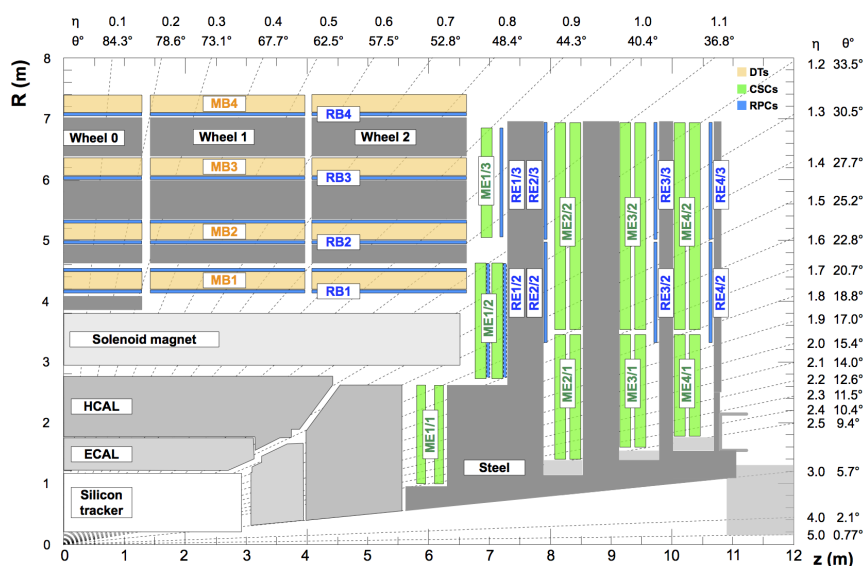 η 0.1 0.2 0.3 0.4 0.5 0.6 0.7 0.8 0.9 1.0 1.1
θ° 84.3° 78.6° 73.1° 67.7° 62.5° 57.5° 52.8° 48.4° 44.3° 40.4° 36.8° η θ°
R (m)
8
7
6
5
4
3
2
1
0
1.2 33.5°
1.3 30.5°
1.4 27.7°
1.5 25.2°
1.6 22.8°
1.7 20.7°
1.8 18.8°
1.9 17.0°
2.0 15.4°
2.1 14.0°
2.2 12.6°
2.3 11.5°
2.4 10.4°
2.5 9.4°
3.0 5.7°
4.0 2.1°
5.0 0.77°
DTs
CSCs
RPCs
MB4
RB4
Wheel 0 Wheel 1 Wheel 2
MB3
RB3
MB2
RB2
MB1
RB1
Solenoid magnet
HCAL
ECAL
Silicon
tracker
Steel
ME1/3
RE1/3
RE2/3
ME2/2
ME3/2
RE3/3
ME4/2
RE4/3
ME1/2
RE1/2
RE2/2
RE3/2
RE4/2
ME1/1
ME2/1
ME3/1
ME4/1
0 1 2 3 4 5 6 7 8 9 10 11 12
z (m)